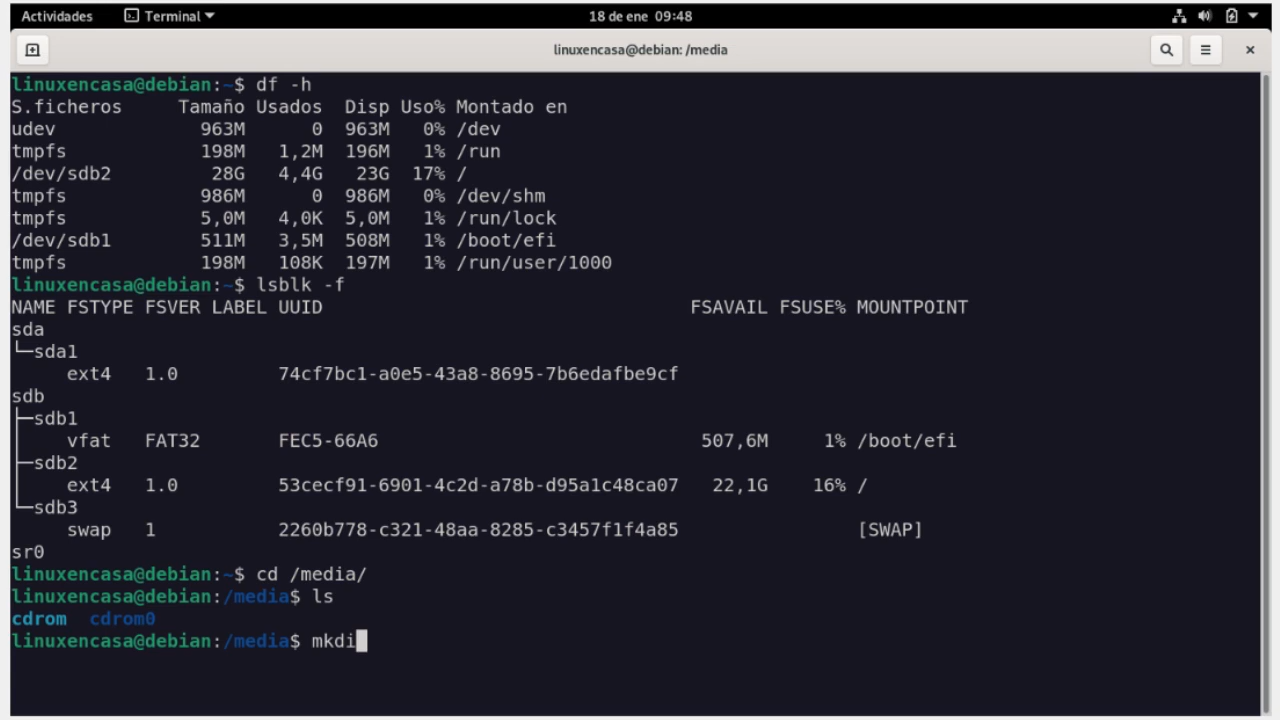 Actividades Terminal 18 de ene 09:48
linuxencasa@debian: /media
linuxencasa@debian:~$ df -h
S.ficheros Tamaño Usados Disp Uso% Montado en
udev 963M 0 963M 0% /dev
tmpfs 198M 1,2M 196M 1% /run
/dev/sdb2 28G 4,4G 23G 17% /
tmpfs 986M 0 986M 0% /dev/shm
tmpfs 5,0M 4,0K 5,0M 1% /run/lock
/dev/sdb1 511M 3,5M 508M 1% /boot/efi
tmpfs 198M 108K 197M 1% /run/user/1000
linuxencasa@debian:~$ lsblk -f
NAME FSTYPE FSVER LABEL UUID FSAVAIL FSUSE% MOUNTPOINT
sda
└─sda1
ext4 1.0 74cf7bc1-a0e5-43a8-8695-7b6edafbe9cf
sdb
├─sdb1
│ vfat FAT32 FEC5-66A6 507,6M 1% /boot/efi
├─sdb2
│ ext4 1.0 53cecf91-6901-4c2d-a78b-d95a1c48ca07 22,1G 16% /
└─sdb3
swap 1 2260b778-c321-48aa-8285-c3457f1f4a85 [SWAP]
sr0
linuxencasa@debian:~$ cd /media/
linuxencasa@debian:/media$ ls
cdrom cdrom0
linuxencasa@debian:/media$ mkdi